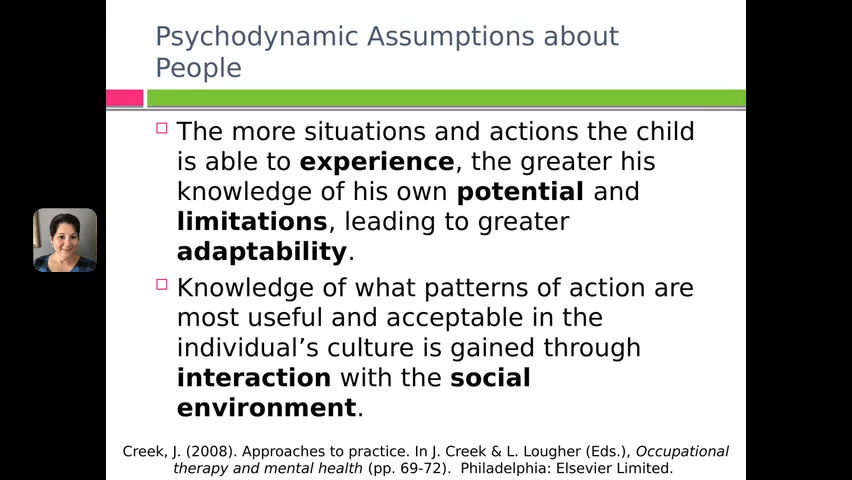 Psychodynamic Assumptions about
People
The more situations and actions the child
is able to experience, the greater his
knowledge of his own potential and
limitations, leading to greater
adaptability.
Knowledge of what patterns of action are
most useful and acceptable in the
individual’s culture is gained through
interaction with the social
environment.
Creek, J. (2008). Approaches to practice. In J. Creek & L. Lougher (Eds.), Occupational
therapy and mental health (pp. 69-72).  Philadelphia: Elsevier Limited.